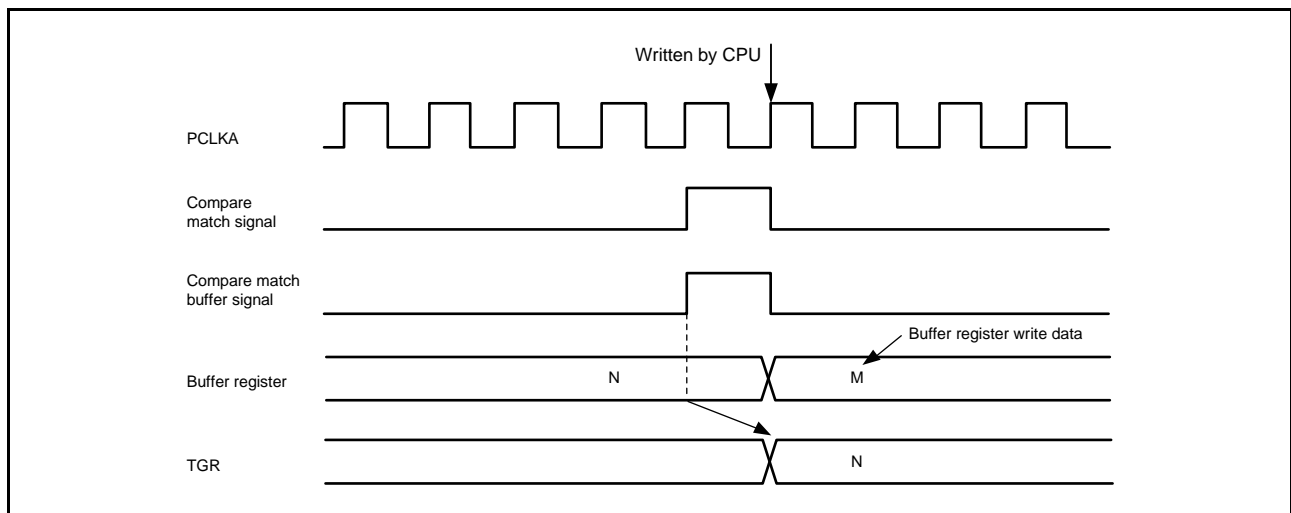 Written by CPU
PCLKA
Compare
match signal
Compare match
buffer signal
Buffer register write data
Buffer register
N
M
TGR
N